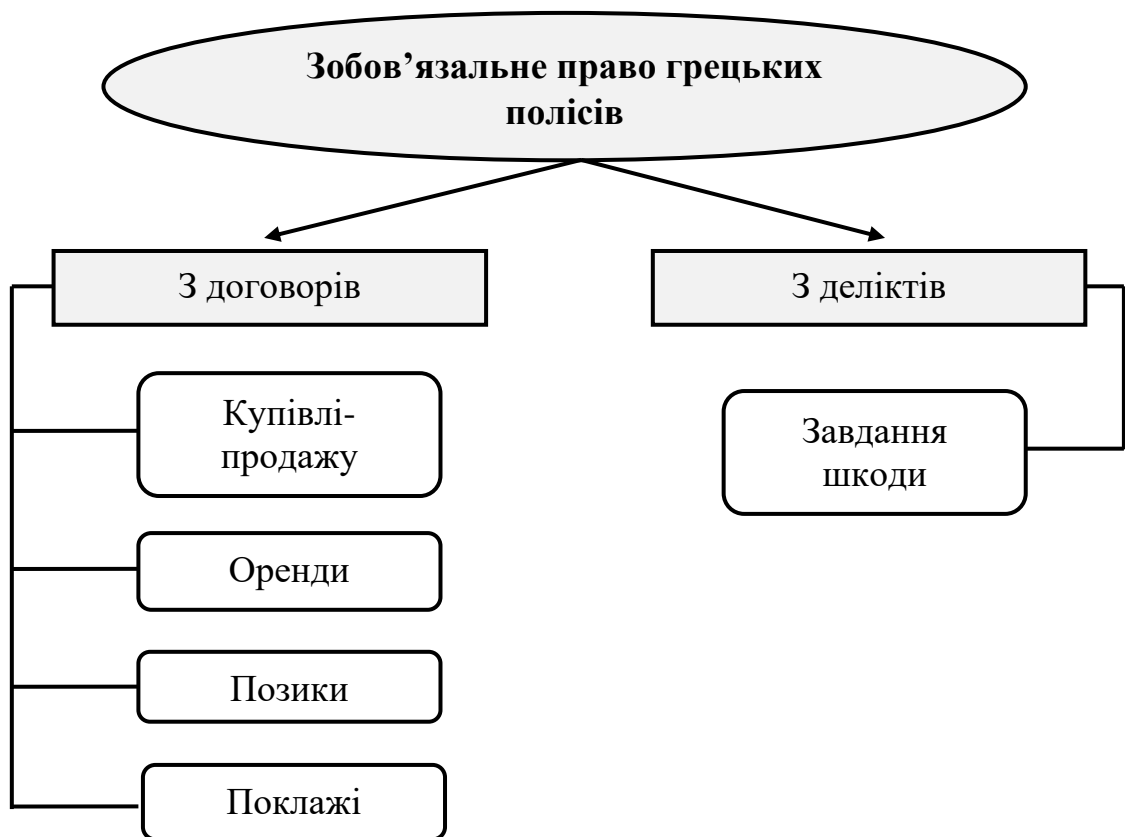 Зобов’язальне право грецьких
полісів
З договорів
З деліктів
Купівлі-
продажу
Завдання
шкоди
Оренди
Позики
Поклажі